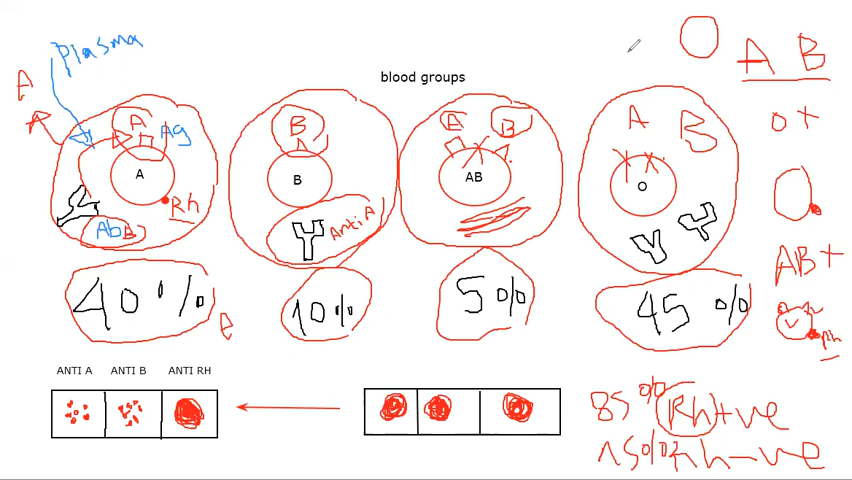 Plasma
A B
blood groups
A
A
Ag
A
Rh
Ab B
B
B
Anti A
A B
AB
A B
O
o+
AB+
Rh
40%
e
10%
5%
45%
ANTI A ANTI B ANTI RH
85% Rh+ve
15% Rh-ve